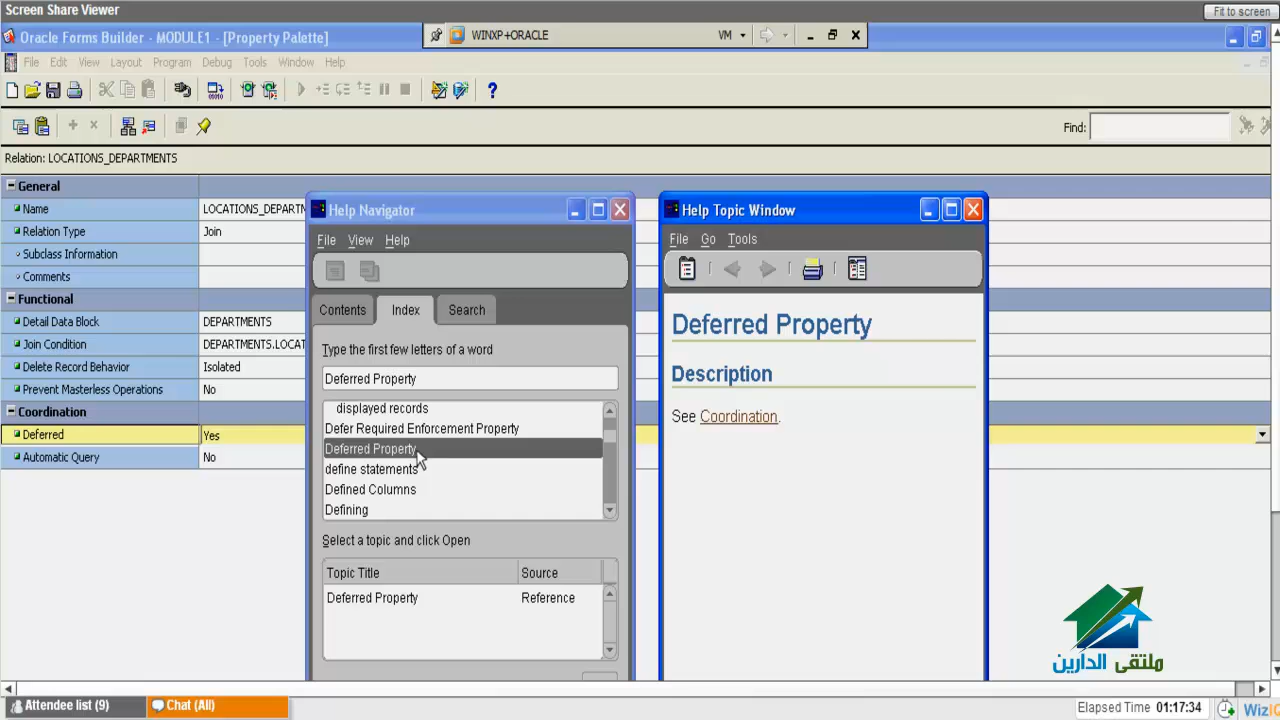 Screen Share Viewer
Fit to screen
Oracle Forms Builder - MODULE1 - [Property Palette]
WINXP+ORACLE
VM
File Edit View Layout Program Debug Tools Window Help
Find:
Relation: LOCATIONS_DEPARTMENTS
General
Name LOCATIONS_DEPARTN
Relation Type Join
Subclass Information
Comments
Functional
Detail Data Block DEPARTMENTS
Join Condition DEPARTMENTS.LOCAT
Delete Record Behavior Isolated
Prevent Masterless Operations No
Coordination
Deferred Yes
Automatic Query No
Help Navigator
File View Help
Contents Index Search
Type the first few letters of a word
Deferred Property
displayed records
Defer Required Enforcement Property
Deferred Property
define statements
Defined Columns
Defining
Select a topic and click Open
Topic Title Source
Deferred Property Reference
Help Topic Window
File Go Tools
Deferred Property
Description
See Coordination.
ملتقى الدارين
Attendee list (9)
Chat (All)
Elapsed Time 01:17:34
WizIQ